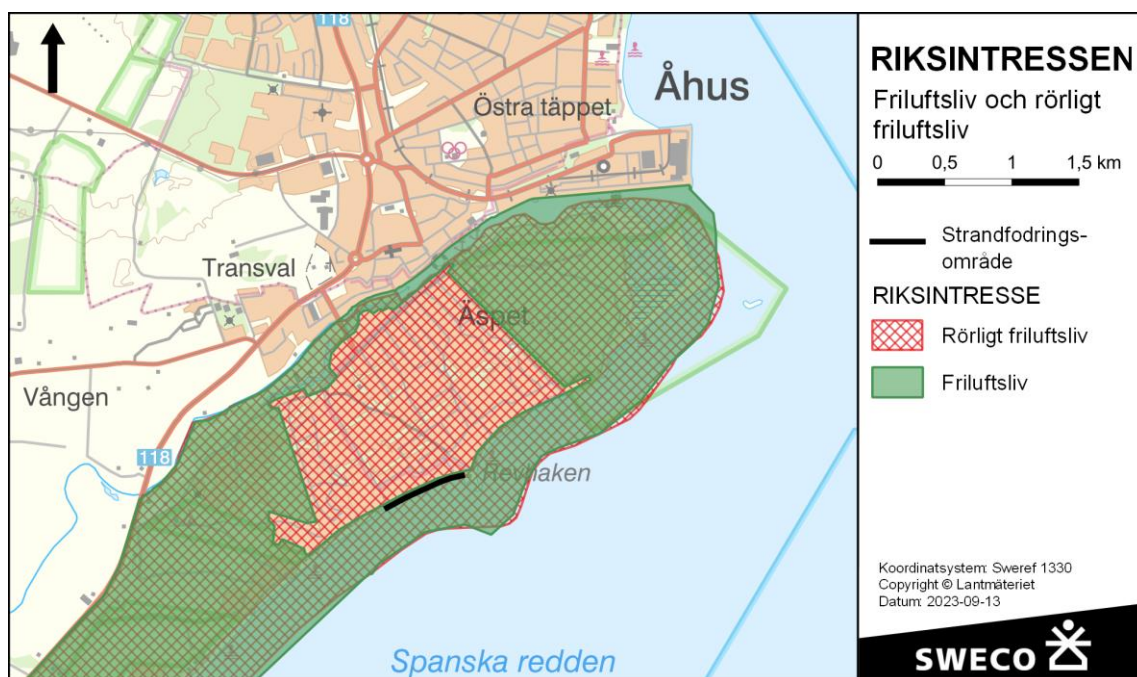 118
Åhus
Östra täppet
Transval
Äspet
Vången
118
Revhaken
Spanska redden
RIKSINTRESSEN
Friluftsliv och rörligt
friluftsliv
0 0,5 1 1,5 km
Strandfodrings-
område
RIKSINTRESSE
Rörligt friluftsliv
Friluftsliv
Koordinatsystem: Sweref 1330
Copyright © Lantmäteriet
Datum: 2023-09-13
SWECO